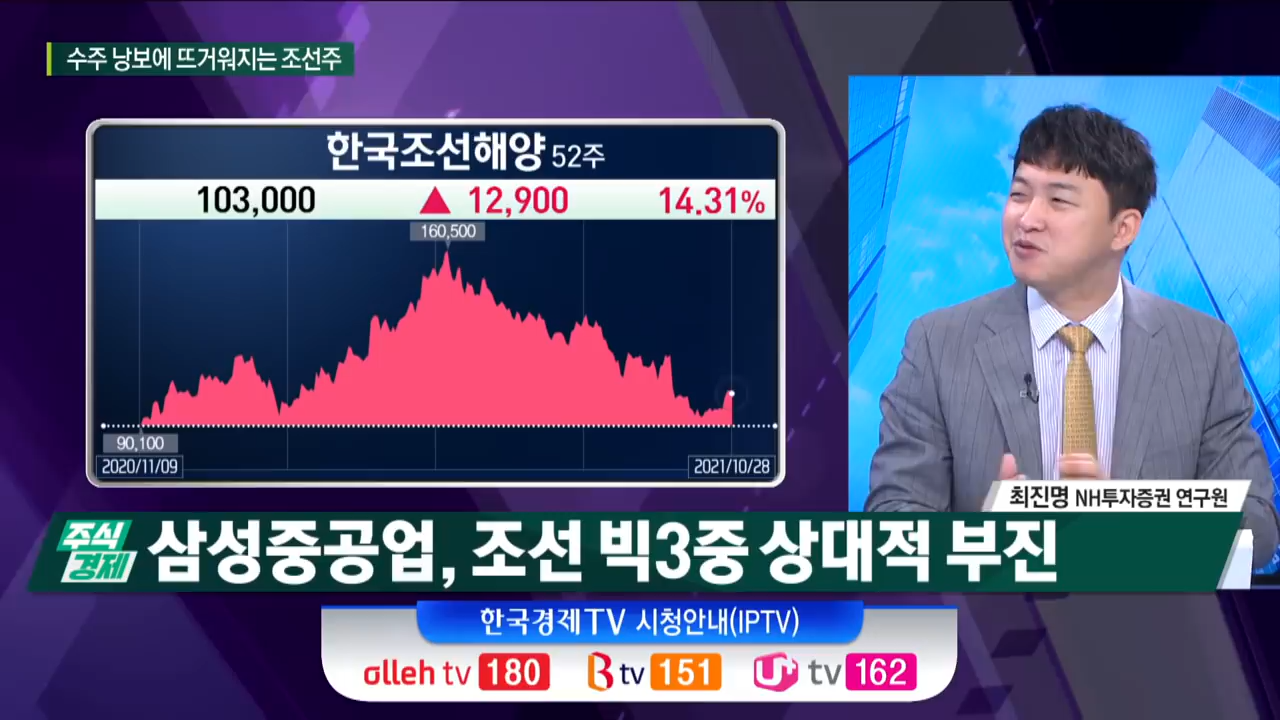 수주 낭보에 뜨거워지는 조선주
한국조선해양 52주
103,000 ▲ 12,900 14.31%
160,500
90,100
2020/11/09 2021/10/28
최진명 NH투자증권 연구원
주식
경제
삼성중공업, 조선 빅3중 상대적 부진
한국경제TV 시청안내(IPTV)
olleh tv 180 B tv 151 U+ tv 162